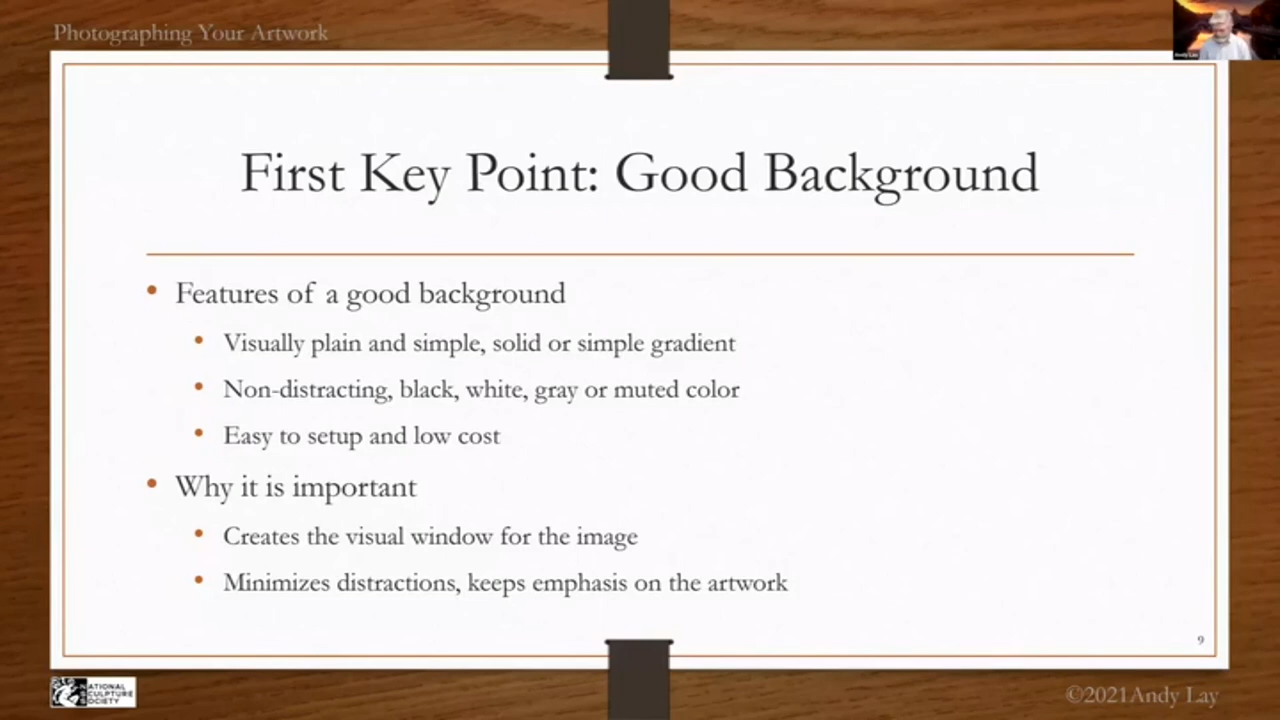 Photographing Your Artwork
Andy Lay
First Key Point: Good Background
• Features of a good background
• Visually plain and simple, solid or simple gradient
• Non-distracting, black, white, gray or muted color
• Easy to setup and low cost
• Why it is important
• Creates the visual window for the image
• Minimizes distractions, keeps emphasis on the artwork
9
NATIONAL
SCULPTURE
SOCIETY
©2021Andy Lay